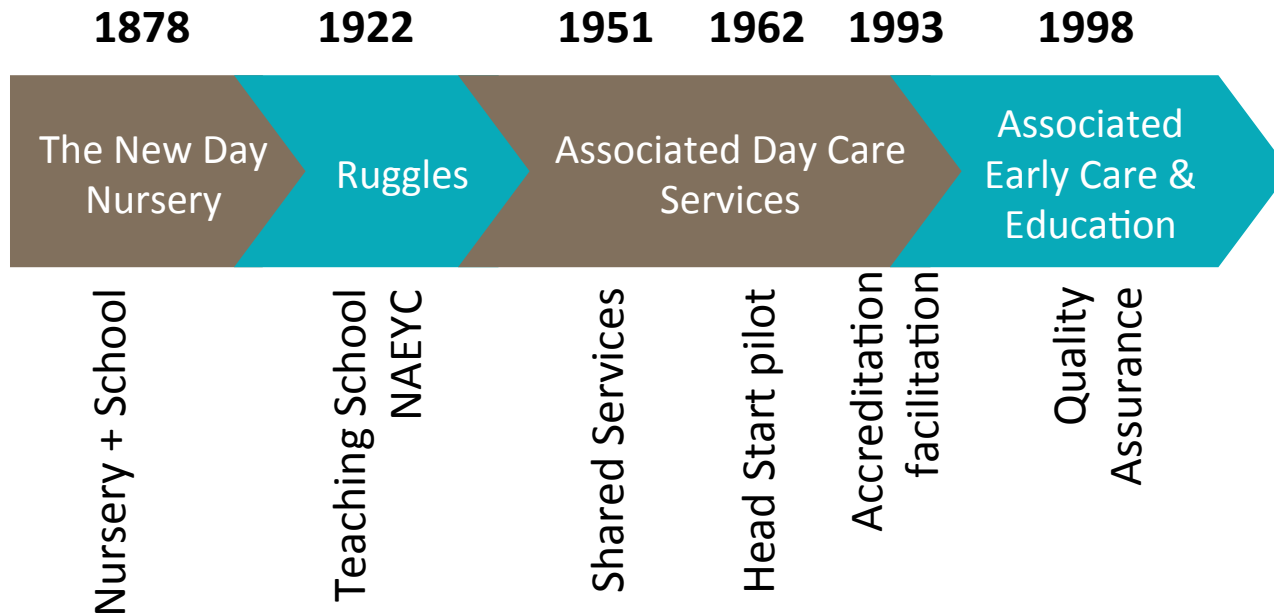 1878 1922 1951 1962 1993 1998
The New Day
Nursery
Ruggles
Associated Day Care
Services
Associated
Early Care &
Education
Nursery + School
Teaching School
NAEYC
Shared Services
Head Start pilot
Accreditation
facilitation
Quality
Assurance